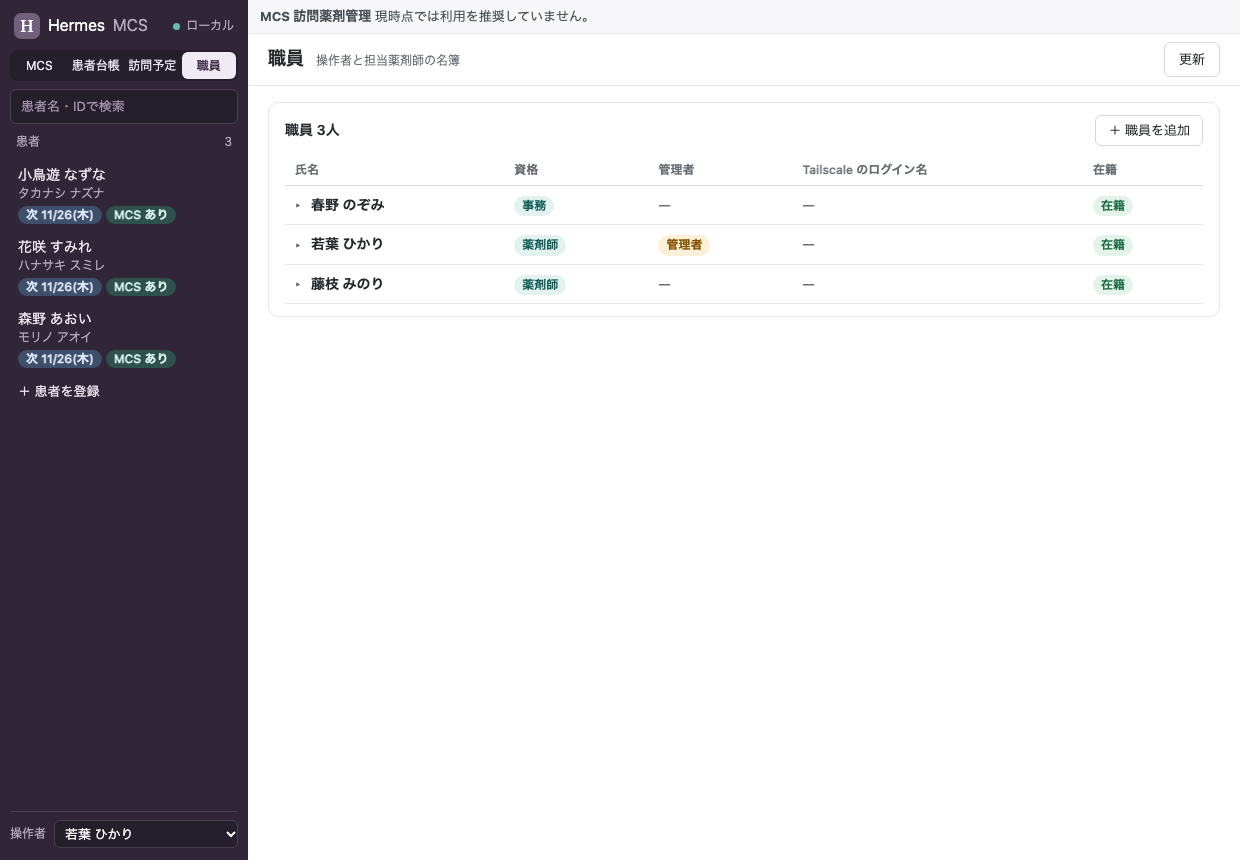 H Hermes MCS ローカル
MCS 患者台帳 訪問予定 職員
患者名・IDで検索
患者 3
小鳥遊 なずな
タカナシ ナズナ
次 11/26(木) MCS あり
花咲 すみれ
ハナサキ スミレ
次 11/26(木) MCS あり
森野 あおい
モリノ アオイ
次 11/26(木) MCS あり
＋ 患者を登録
操作者 若葉 ひかり
MCS 訪問薬剤管理 現時点では利用を推奨していません。
職員 操作者と担当薬剤師の名簿 更新
職員 3人 ＋ 職員を追加
氏名 資格 管理者 Tailscale のログイン名 在籍
▸ 春野 のぞみ 事務 — — 在籍
▸ 若葉 ひかり 薬剤師 管理者 — 在籍
▸ 藤枝 みのり 薬剤師 — — 在籍